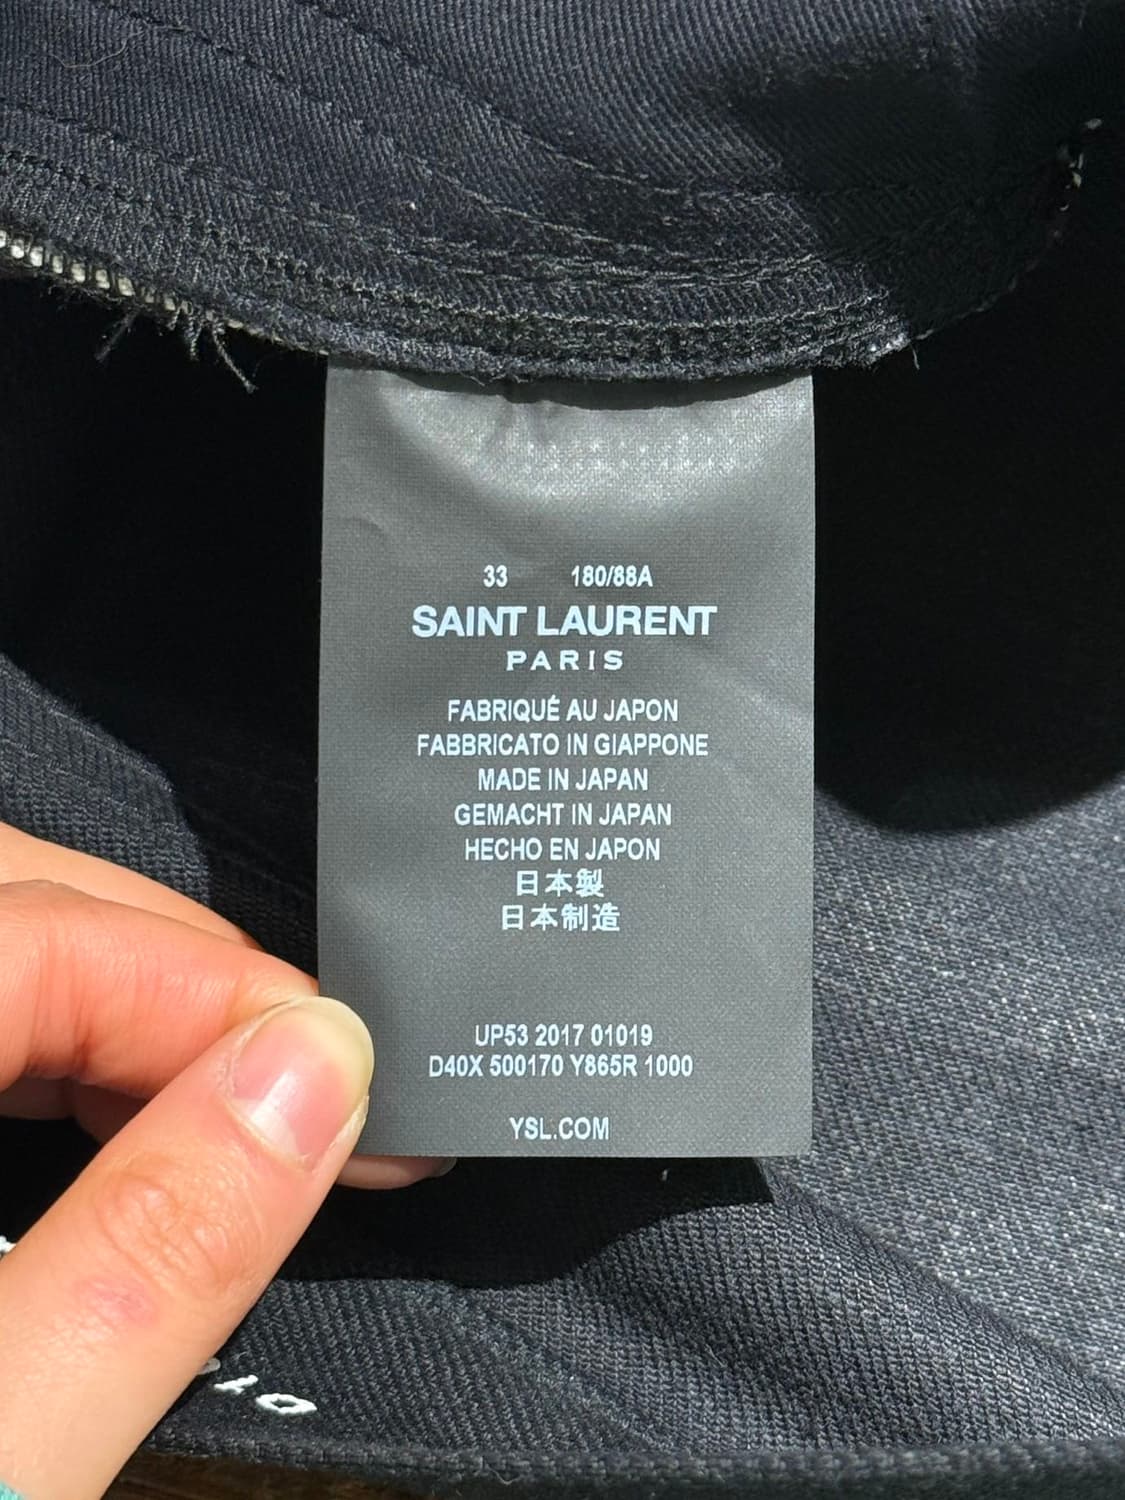 33 180/88A
SAINT LAURENT
PARIS
FABRIQUÉ AU JAPON
FABBRICATO IN GIAPPONE
MADE IN JAPAN
GEMACHT IN JAPAN
HECHO EN JAPON
日本製
日本制造
UP53 2017 01019
D40X 500170 Y865R 1000
YSL.COM